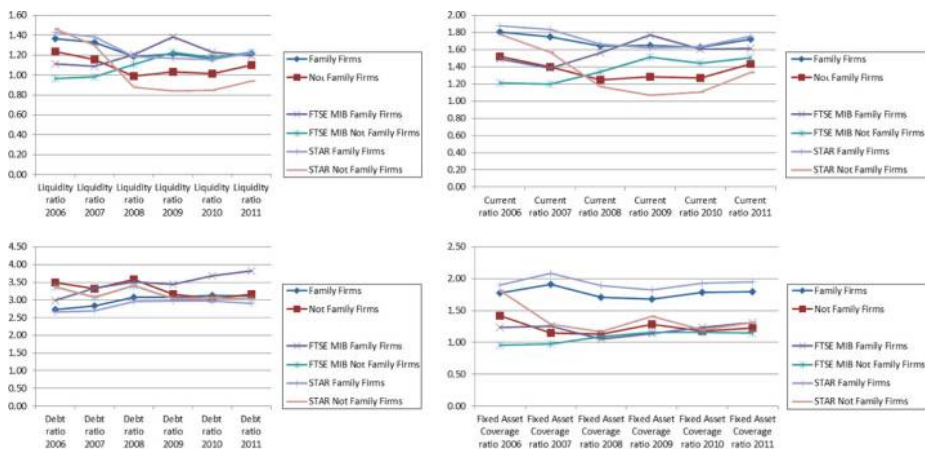 1.60
1.40
1.20
1.00
0.80
0.60
0.40
0.20
0.00
Liquidity ratio 2006
Liquidity ratio 2007
Liquidity ratio 2008
Liquidity ratio 2009
Liquidity ratio 2010
Liquidity ratio 2011
Family Firms
Family Firms
FTSE MIB Family Firms
FTSE MIB Not Family Firms
STAR Family Firms
STAR Not Family Firms
2.00
1.80
1.60
1.40
1.20
1.00
0.80
0.60
0.40
0.20
0.00
Current ratio 2006
Current ratio 2007
Current ratio 2008
Current ratio 2009
Current ratio 2010
Current ratio 2011
Family Firms
Family Firms
FTSE MIB Family Firms
FTSE MIB Not Family Firms
STAR Family Firms
STAR Not Family Firms
4.50
4.00
3.50
3.00
2.50
2.00
1.50
1.00
0.50
0.00
Debt ratio 2006
Debt ratio 2007
Debt ratio 2008
Debt ratio 2009
Debt ratio 2010
Debt ratio 2011
Family Firms
Not Family Firms
FTSE MIB Family Firms
FTSE MIB Not Family Firms
STAR Family Firms
STAR Not Family Firms
2.50
2.00
1.50
1.00
0.50
0.00
Fixed Asset Coverage ratio 2006
Fixed Asset Coverage ratio 2007
Fixed Asset Coverage ratio 2008
Fixed Asset Coverage ratio 2009
Fixed Asset Coverage ratio 2010
Fixed Asset Coverage ratio 2011
Family Firms
Not Family Firms
FTSE MIB Family Firms
FTSE MIB Not Family Firms
STAR Family Firms
STAR Not Family Firms